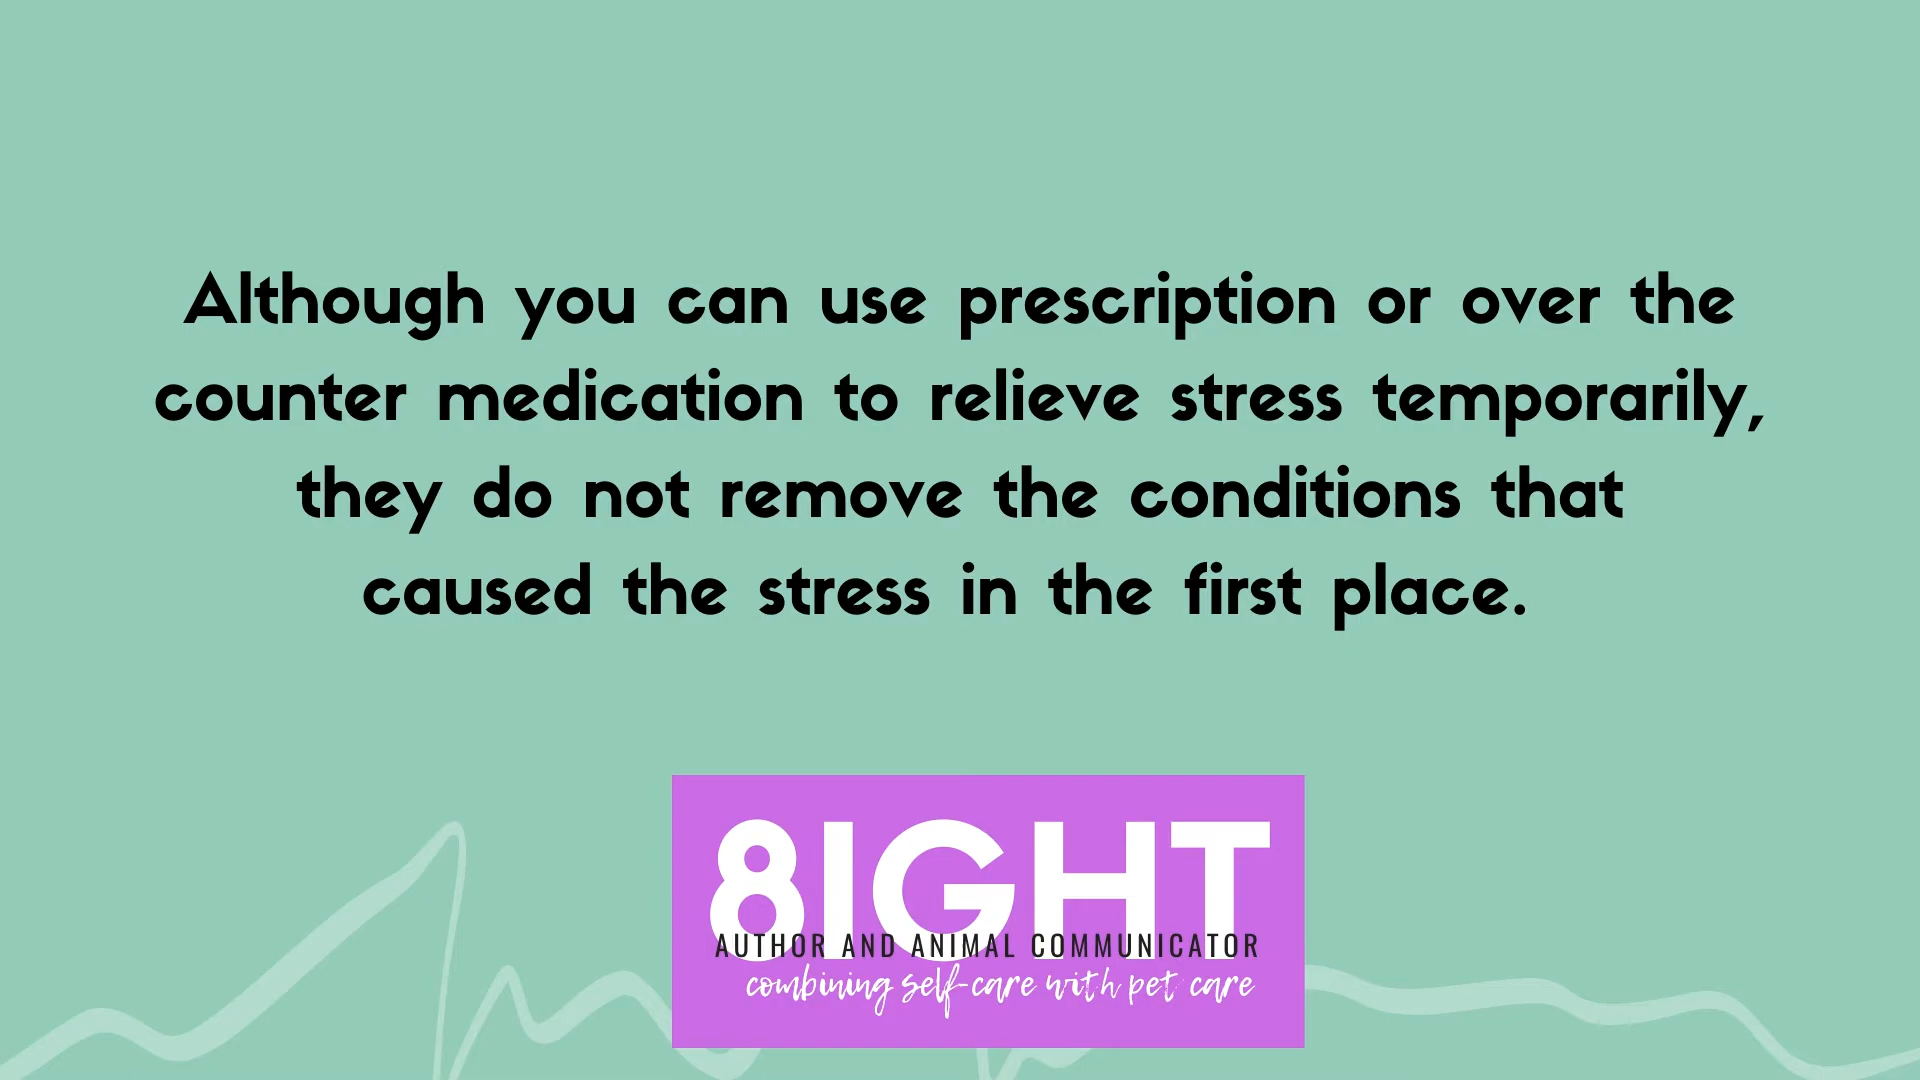 Although you can use prescription or over the
counter medication to relieve stress temporarily,
they do not remove the conditions that
caused the stress in the first place.
8IGHT
AUTHOR AND ANIMAL COMMUNICATOR
combining self-care with pet care